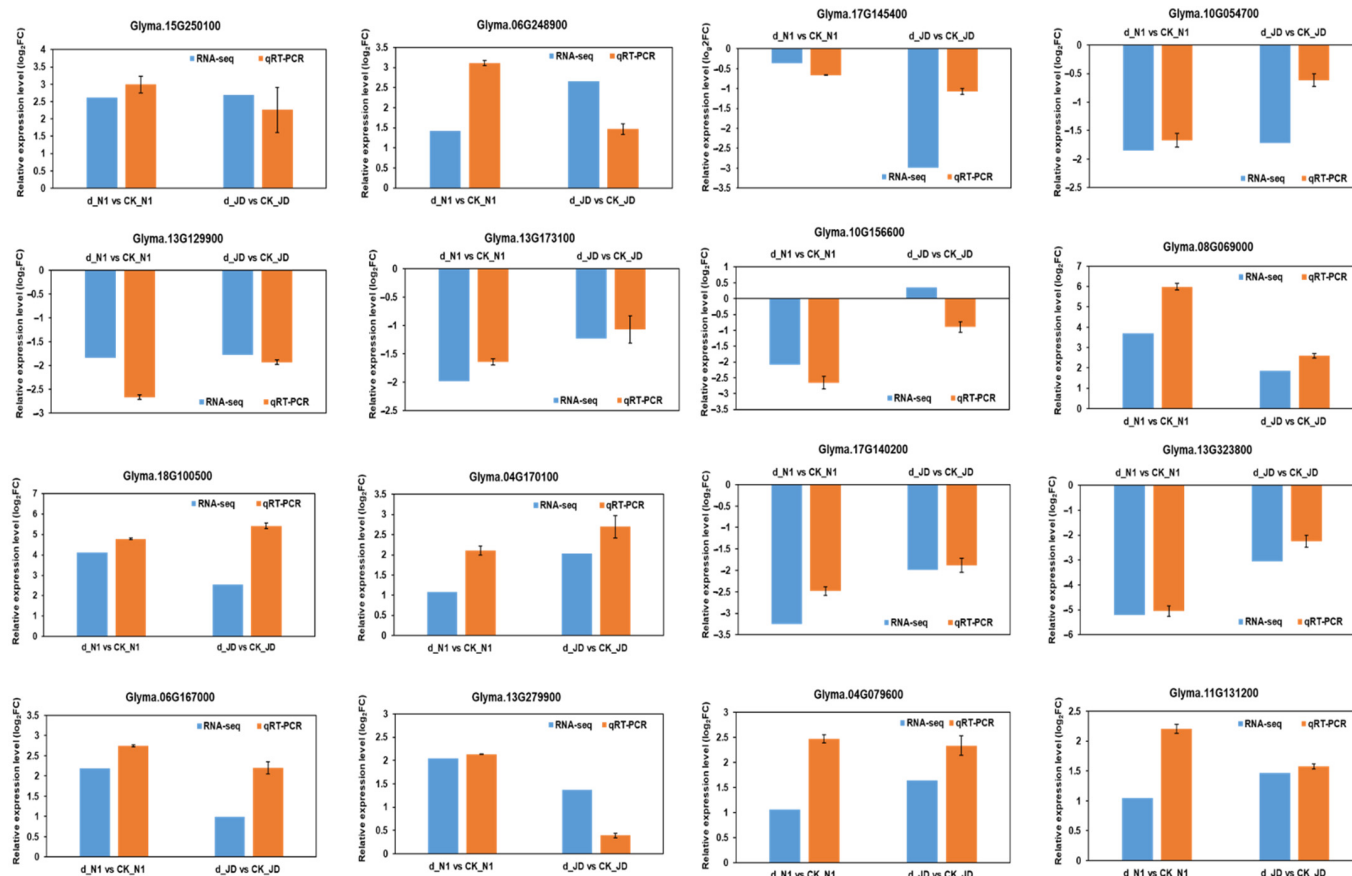 Glyma.15G250100
Relative expression level (log2FC)
4
3.5
3
2.5
2
1.5
1
0.5
0
RNA-seq
qRT-PCR
d_N1 vs CK_N1
d_JD vs CK_JD
Glyma.06G248900
Relative expression level (log2FC)
3.5
3
2.5
2
1.5
1
0.5
0
RNA-seq
qRT-PCR
d_N1 vs CK_N1
d_JD vs CK_JD
Glyma.17G145400
d_N1 vs CK_N1
d_JD vs CK_JD
Relative expression level (log82FC)
0
−0.5
−1
−1.5
−2
−2.5
−3
−3.5
RNA-seq
qRT-PCR
Glyma.10G054700
d_N1 vs CK_N1
d_JD vs CK_JD
Relative expression level (log2FC)
0
−0.5
−1
−1.5
−2
−2.5
RNA-seq
qRT-PCR
Glyma.13G129900
d_N1 vs CK_N1
d_JD vs CK_JD
Relative expression level (log2FC)
0
−0.5
−1
−1.5
−2
−2.5
−3
RNA-seq
qRT-PCR
Glyma.13G173100
d_N1 vs CK_N1
d_JD vs CK_JD
Relative expression level (log2FC)
0
−0.5
−1
−1.5
−2
−2.5
RNA-seq
qRT-PCR
Glyma.10G156600
d_N1 vs CK_N1
d_JD vs CK_JD
Relative expression level (log2FC)
1
0.5
0
−0.5
−1
−1.5
−2
−2.5
−3
−3.5
RNA-seq
qRT-PCR
Glyma.08G069000
Relative expression level (log2FC)
7
6
5
4
3
2
1
0
RNA-seq
qRT-PCR
d_N1 vs CK_N1
d_JD vs CK_JD
Glyma.18G100500
Relative expression level (log2FC)
7
6
5
4
3
2
1
0
RNA-seq
qRT-PCR
d_N1 vs CK_N1
d_JD vs CK_JD
Glyma.04G170100
Relative expression level (log2FC)
3.5
3
2.5
2
1.5
1
0.5
0
RNA-seq
qRT-PCR
d_N1 vs CK_N1
d_JD vs CK_JD
Glyma.17G140200
d_N1 vs CK_N1
d_JD vs CK_JD
Relative expression level (log2FC)
0
−0.5
−1
−1.5
−2
−2.5
−3
−3.5
RNA-seq
qRT-PCR
Glyma.13G323800
d_N1 vs CK_N1
d_JD vs CK_JD
Relative expression level (log2FC)
0
−1
−2
−3
−4
−5
−6
RNA-seq
qRT-PCR
Glyma.06G167000
Relative expression level (log2FC)
3.5
3
2.5
2
1.5
1
0.5
0
RNA-seq
qRT-PCR
d_N1 vs CK_N1
d_JD vs CK_JD
Glyma.13G279900
Relative expression level (log2FC)
3
2.5
2
1.5
1
0.5
0
RNA-seq
qRT-PCR
d_N1 vs CK_N1
d_JD vs CK_JD
Glyma.04G079600
Relative expression level (log2FC)
3
2.5
2
1.5
1
0.5
0
RNA-seq
qRT-PCR
d_N1 vs CK_N1
d_JD vs CK_JD
Glyma.11G131200
Relative expression level (log2FC)
2.5
2
1.5
1
0.5
0
RNA-seq
qRT-PCR
d_N1 vs CK_N1
d_JD vs CK_JD